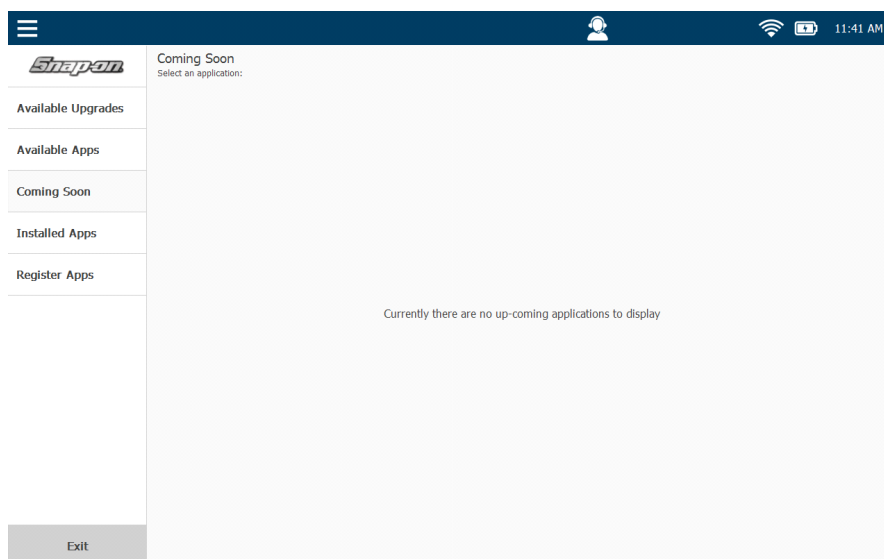 11:41 AM
Snap-on
Coming Soon
Select an application:
Available Upgrades
Available Apps
Coming Soon
Installed Apps
Register Apps
Currently there are no up-coming applications to display
Exit